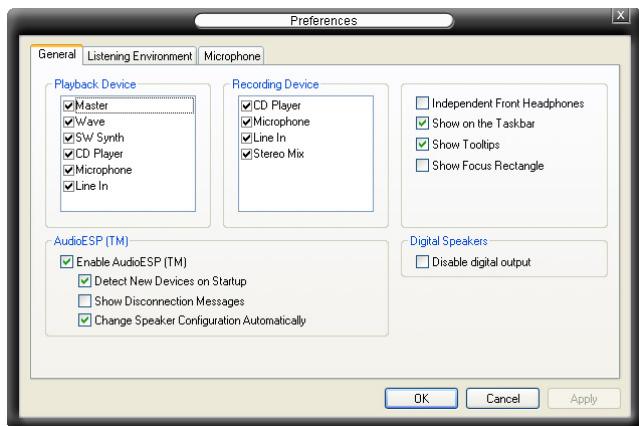 Preferences
X
General
Listening Environment
Microphone
Playback Device
Master
Wave
SW Synth
CD Player
Microphone
Line In
Recording Device
CD Player
Microphone
Line In
Stereo Mix
Independent Front Headphones
Show on the Taskbar
Show Tooltips
Show Focus Rectangle
AudioESP (TM)
Enable AudioESP (TM)
Detect New Devices on Startup
Show Disconnection Messages
Change Speaker Configuration Automatically
Digital Speakers
Disable digital output
OK
Cancel
Apply